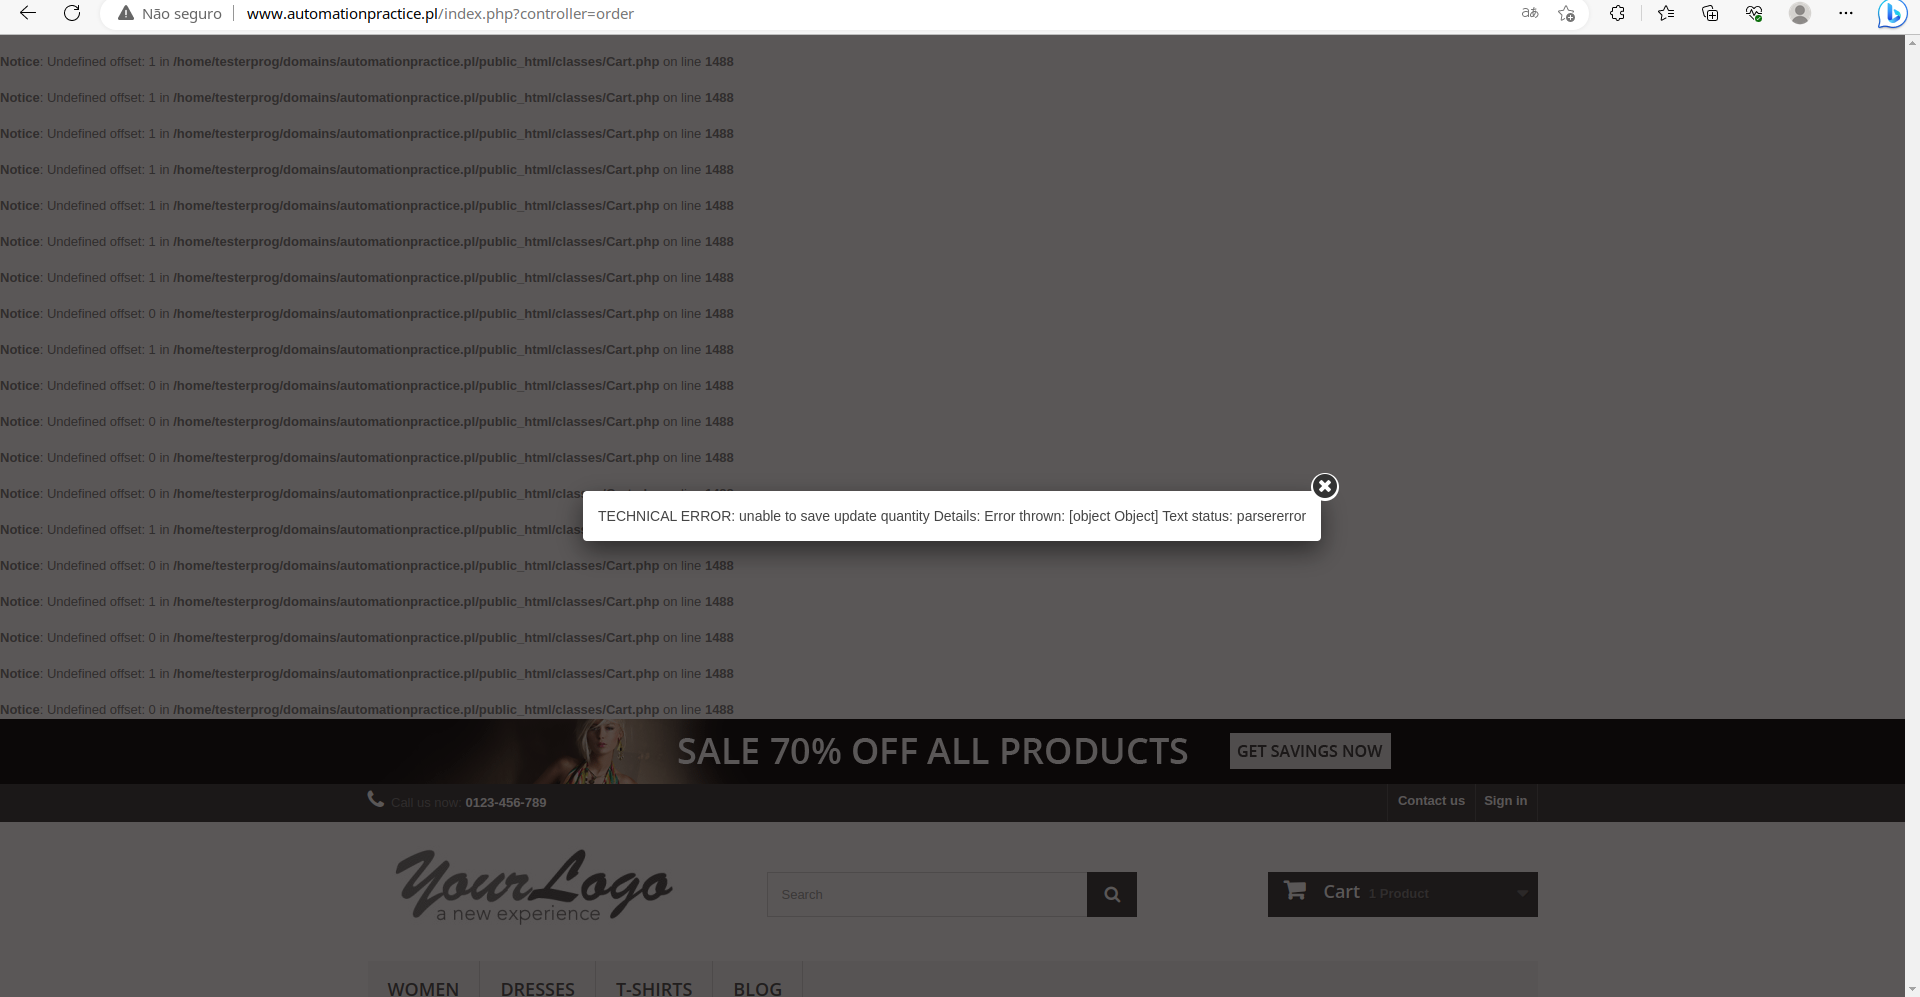 Não seguro www.automationpractice.pl/index.php?controller=order aあ
Notice: Undefined offset: 1 in /home/testerprog/domains/automationpractice.pl/public_html/classes/Cart.php on line 1488
Notice: Undefined offset: 1 in /home/testerprog/domains/automationpractice.pl/public_html/classes/Cart.php on line 1488
Notice: Undefined offset: 1 in /home/testerprog/domains/automationpractice.pl/public_html/classes/Cart.php on line 1488
Notice: Undefined offset: 1 in /home/testerprog/domains/automationpractice.pl/public_html/classes/Cart.php on line 1488
Notice: Undefined offset: 1 in /home/testerprog/domains/automationpractice.pl/public_html/classes/Cart.php on line 1488
Notice: Undefined offset: 1 in /home/testerprog/domains/automationpractice.pl/public_html/classes/Cart.php on line 1488
Notice: Undefined offset: 1 in /home/testerprog/domains/automationpractice.pl/public_html/classes/Cart.php on line 1488
Notice: Undefined offset: 0 in /home/testerprog/domains/automationpractice.pl/public_html/classes/Cart.php on line 1488
Notice: Undefined offset: 1 in /home/testerprog/domains/automationpractice.pl/public_html/classes/Cart.php on line 1488
Notice: Undefined offset: 0 in /home/testerprog/domains/automationpractice.pl/public_html/classes/Cart.php on line 1488
Notice: Undefined offset: 0 in /home/testerprog/domains/automationpractice.pl/public_html/classes/Cart.php on line 1488
Notice: Undefined offset: 0 in /home/testerprog/domains/automationpractice.pl/public_html/classes/Cart.php on line 1488
Notice: Undefined offset: 0 in /home/testerprog/domains/automationpractice.pl/public_html/clas
TECHNICAL ERROR: unable to save update quantity Details: Error thrown: [object Object] Text status: parsererror
Notice: Undefined offset: 1 in /home/testerprog/domains/automationpractice.pl/public_html/clas
Notice: Undefined offset: 0 in /home/testerprog/domains/automationpractice.pl/public_html/classes/Cart.php on line 1488
Notice: Undefined offset: 1 in /home/testerprog/domains/automationpractice.pl/public_html/classes/Cart.php on line 1488
Notice: Undefined offset: 0 in /home/testerprog/domains/automationpractice.pl/public_html/classes/Cart.php on line 1488
Notice: Undefined offset: 1 in /home/testerprog/domains/automationpractice.pl/public_html/classes/Cart.php on line 1488
Notice: Undefined offset: 0 in /home/testerprog/domains/automationpractice.pl/public_html/classes/Cart.php on line 1488
SALE 70% OFF ALL PRODUCTS GET SAVINGS NOW
Call us now: 0123-456-789 Contact us Sign in
Your Logo
a new experience
Search
Cart 1 Product
WOMEN DRESSES T-SHIRTS BLOG